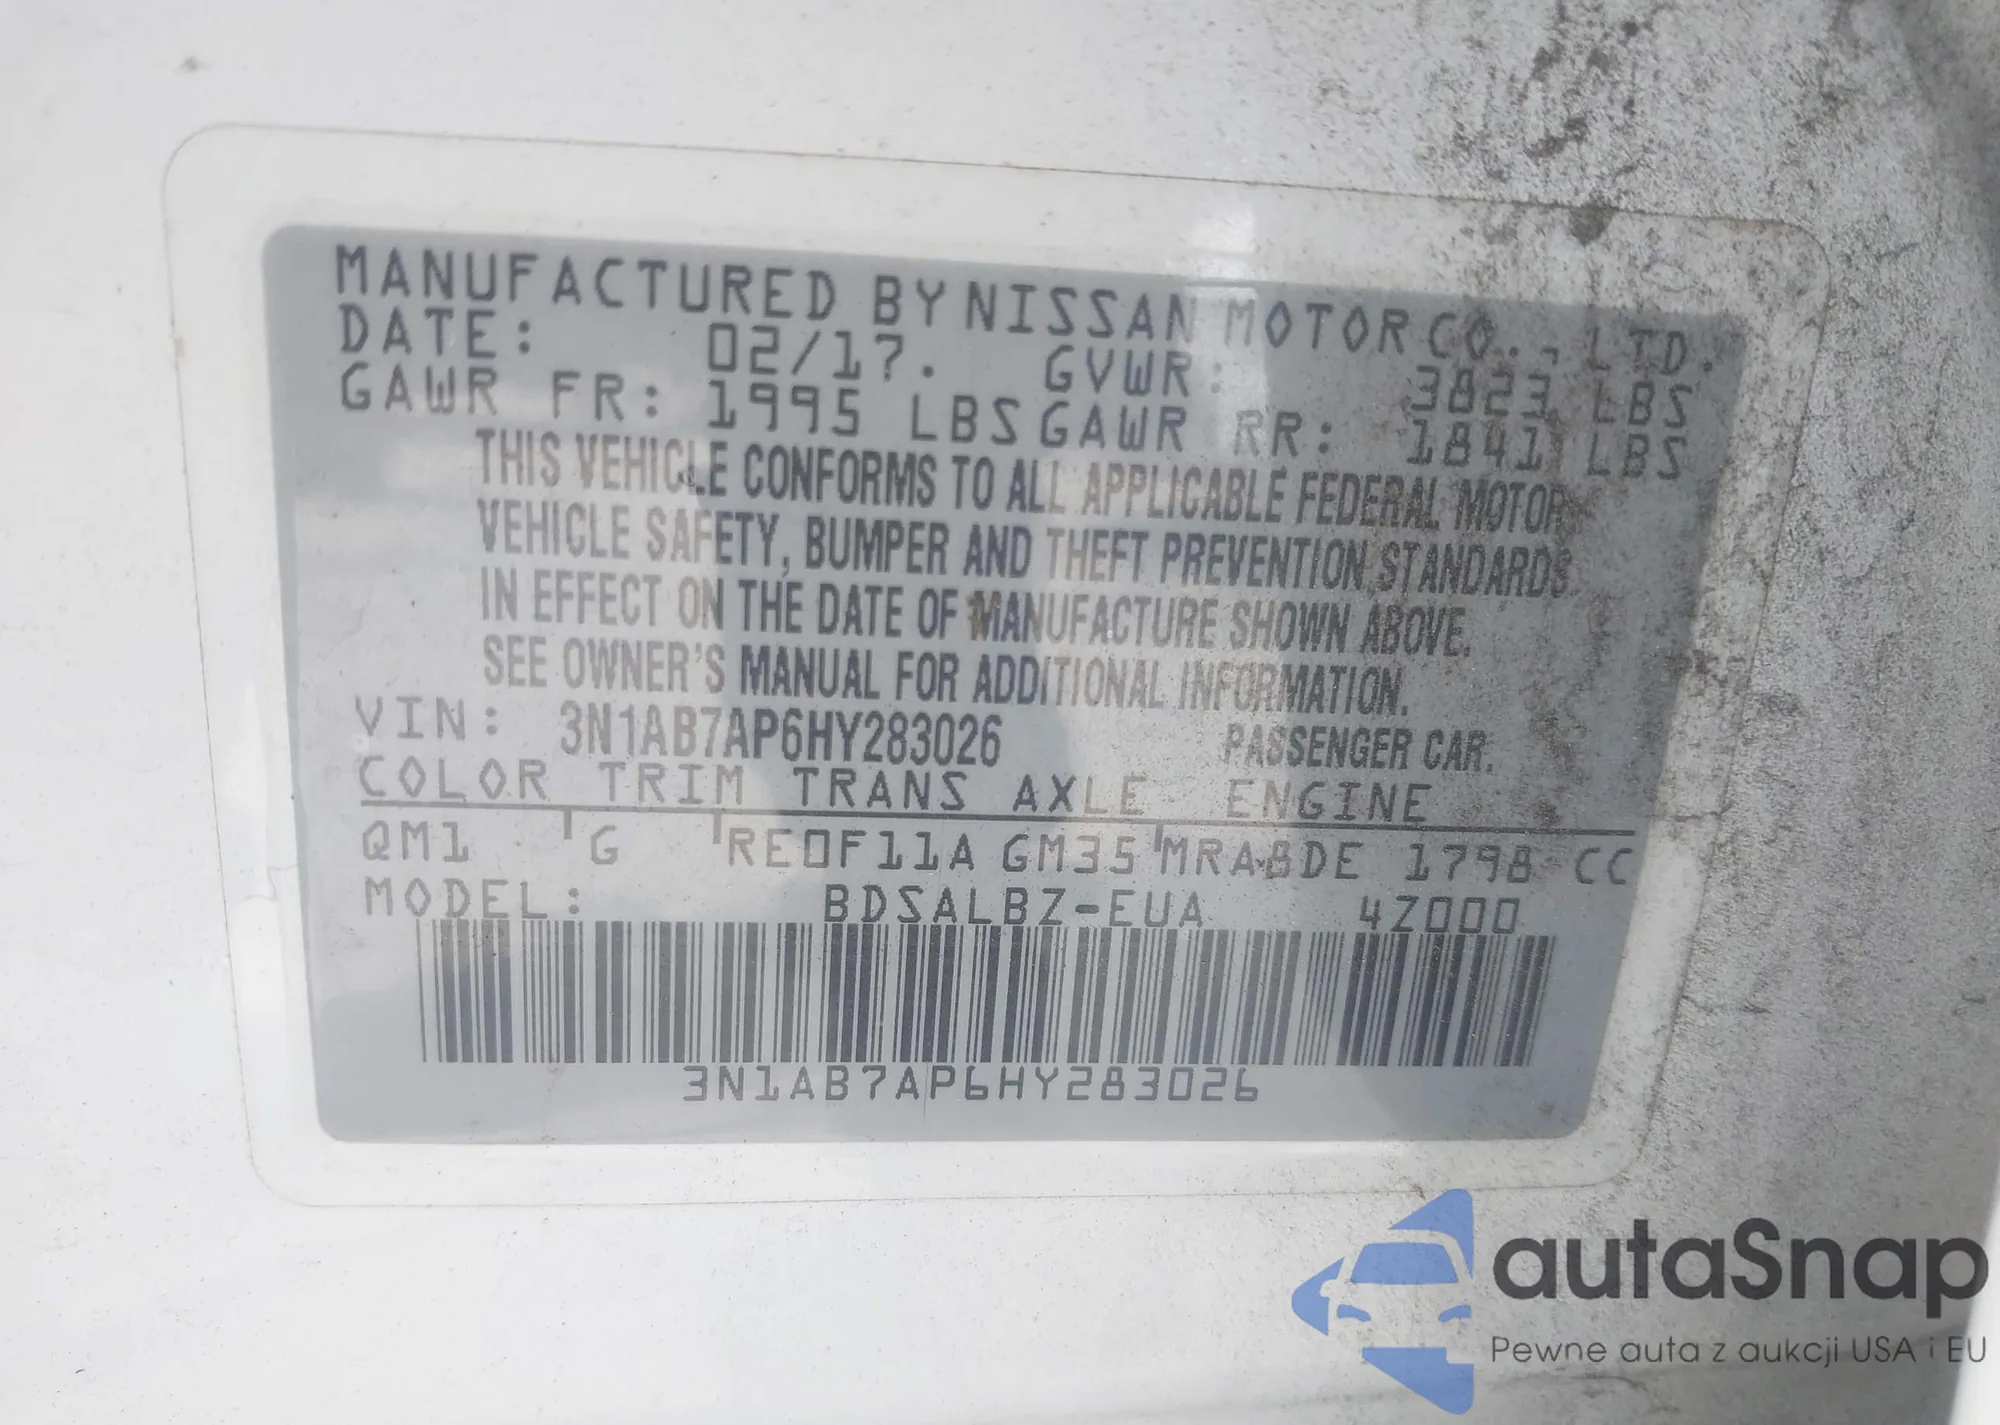 MANUFACTURED BY NISSAN MOTOR CO., LTD.
DATE: 02/17. GVWR: 3823 LBS
GAWR FR: 1995 LBS GAWR RR: 1841 LBS
THIS VEHICLE CONFORMS TO ALL APPLICABLE FEDERAL MOTOR
VEHICLE SAFETY, BUMPER AND THEFT PREVENTION STANDARDS
IN EFFECT ON THE DATE OF MANUFACTURE SHOWN ABOVE.
SEE OWNER'S MANUAL FOR ADDITIONAL INFORMATION.
VIN: 3N1AB7AP6HY283026 PASSENGER CAR.
COLOR TRIM TRANS AXLE ENGINE
QM1 G RE0F11A GM35 MRA8DE 1798 CC
MODEL: BDSALBZ-EUA 4Z000
3N1AB7AP6HY283026
autaSnap
Pewne auta z aukcji USA i EU